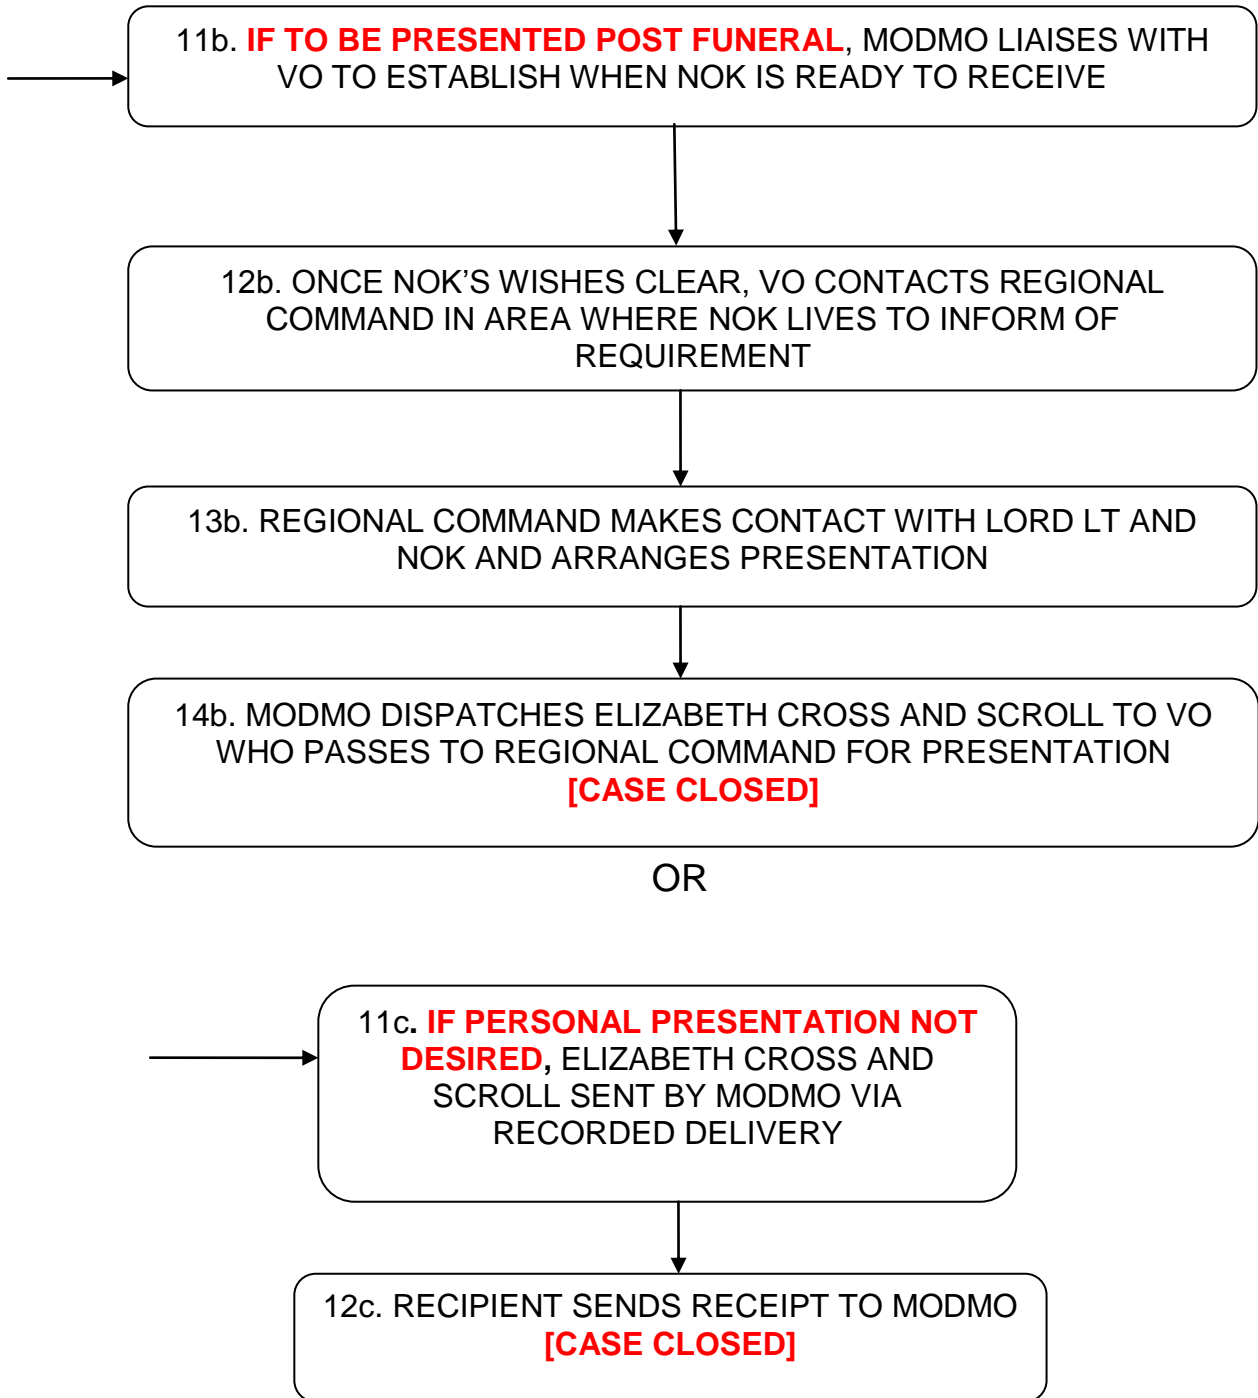 11b. IF TO BE PRESENTED POST FUNERAL, MODMO LIAISES WITH
VO TO ESTABLISH WHEN NOK IS READY TO RECEIVE
12b. ONCE NOK’S WISHES CLEAR, VO CONTACTS REGIONAL
COMMAND IN AREA WHERE NOK LIVES TO INFORM OF
REQUIREMENT
13b. REGIONAL COMMAND MAKES CONTACT WITH LORD LT AND
NOK AND ARRANGES PRESENTATION
14b. MODMO DISPATCHES ELIZABETH CROSS AND SCROLL TO VO
WHO PASSES TO REGIONAL COMMAND FOR PRESENTATION
[CASE CLOSED]
OR
11c. IF PERSONAL PRESENTATION NOT
DESIRED, ELIZABETH CROSS AND
SCROLL SENT BY MODMO VIA
RECORDED DELIVERY
12c. RECIPIENT SENDS RECEIPT TO MODMO
[CASE CLOSED]